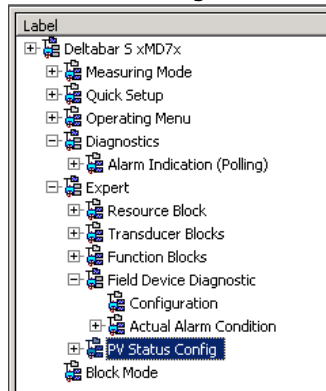 Label
Deltabar S xMD7x
Measuring Mode
Quick Setup
Operating Menu
Diagnostics
Alarm Indication (Polling)
Expert
Resource Block
Transducer Blocks
Function Blocks
Field Device Diagnostic
Configuration
Actual Alarm Condition
PV Status Config
Block Mode